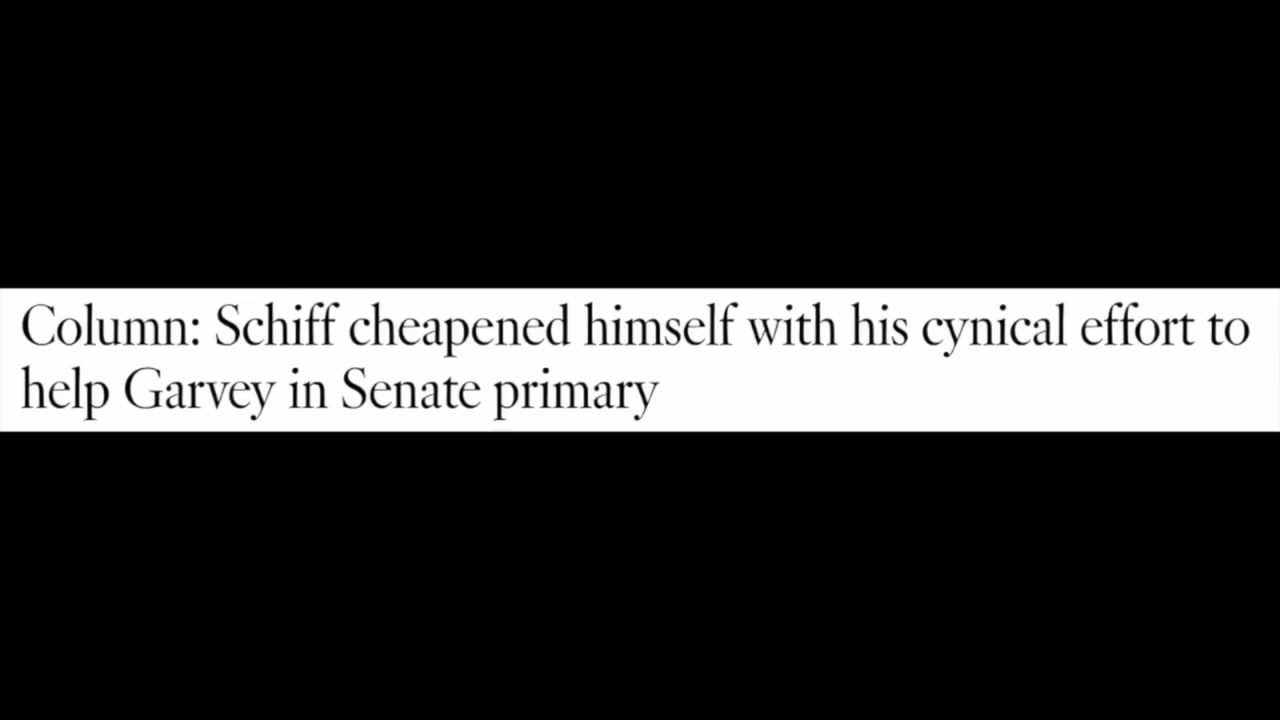 Column: Schiff cheapened himself with his cynical effort to
help Garvey in Senate primary